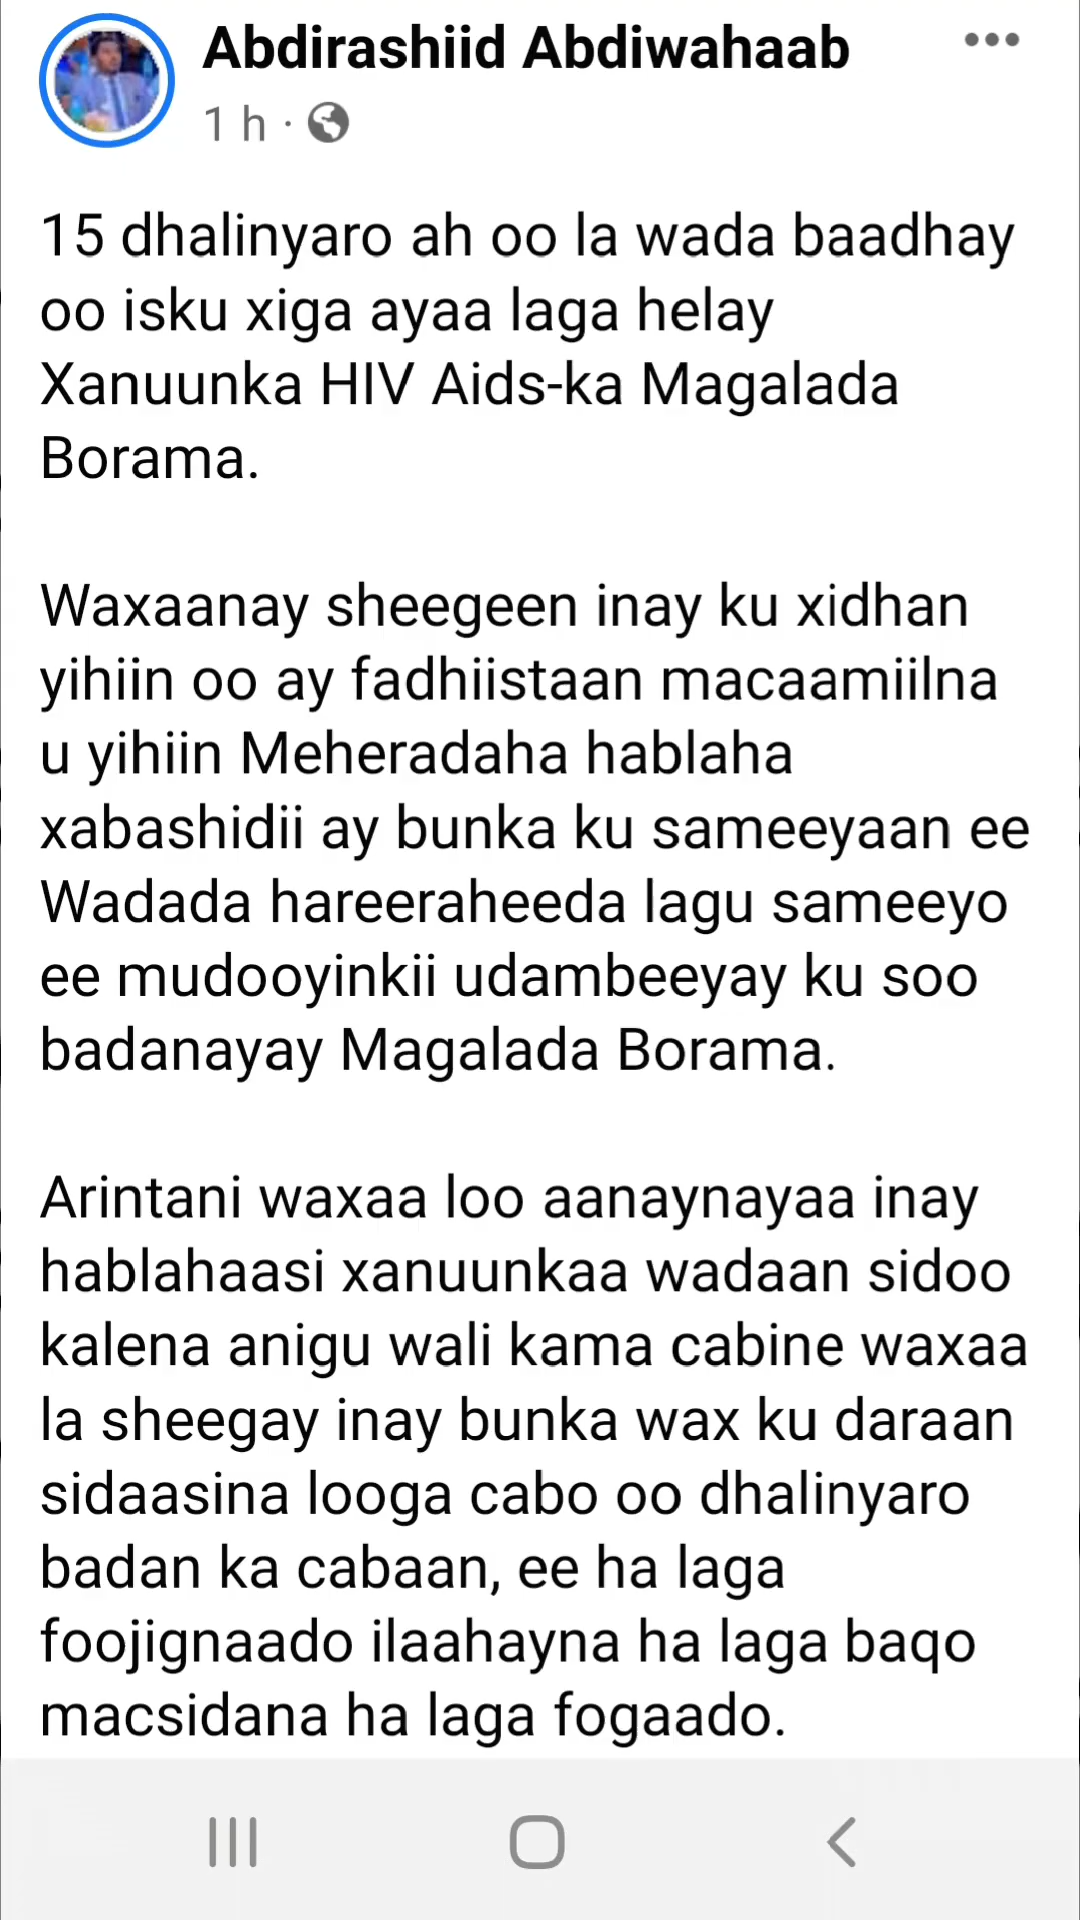 Abdirashiid Abdiwahaab
1 h ·
15 dhalinyaro ah oo la wada baadhay
oo isku xiga ayaa laga helay
Xanuunka HIV Aids-ka Magalada
Borama.
Waxaanay sheegeen inay ku xidhan
yihiin oo ay fadhiistaan macaamiilna
u yihiin Meheradaha hablaha
xabashidii ay bunka ku sameeyaan ee
Wadada hareeraheeda lagu sameeyo
ee mudooyinkii udambeeyay ku soo
badanayay Magalada Borama.
Arintani waxaa loo aanaynayaa inay
hablahaasi xanuunkaa wadaan sidoo
kalena anigu wali kama cabine waxaa
la sheegay inay bunka wax ku daraan
sidaasina looga cabo oo dhalinyaro
badan ka cabaan, ee ha laga
foojignaado ilaahayna ha laga baqo
macsidana ha laga fogaado.